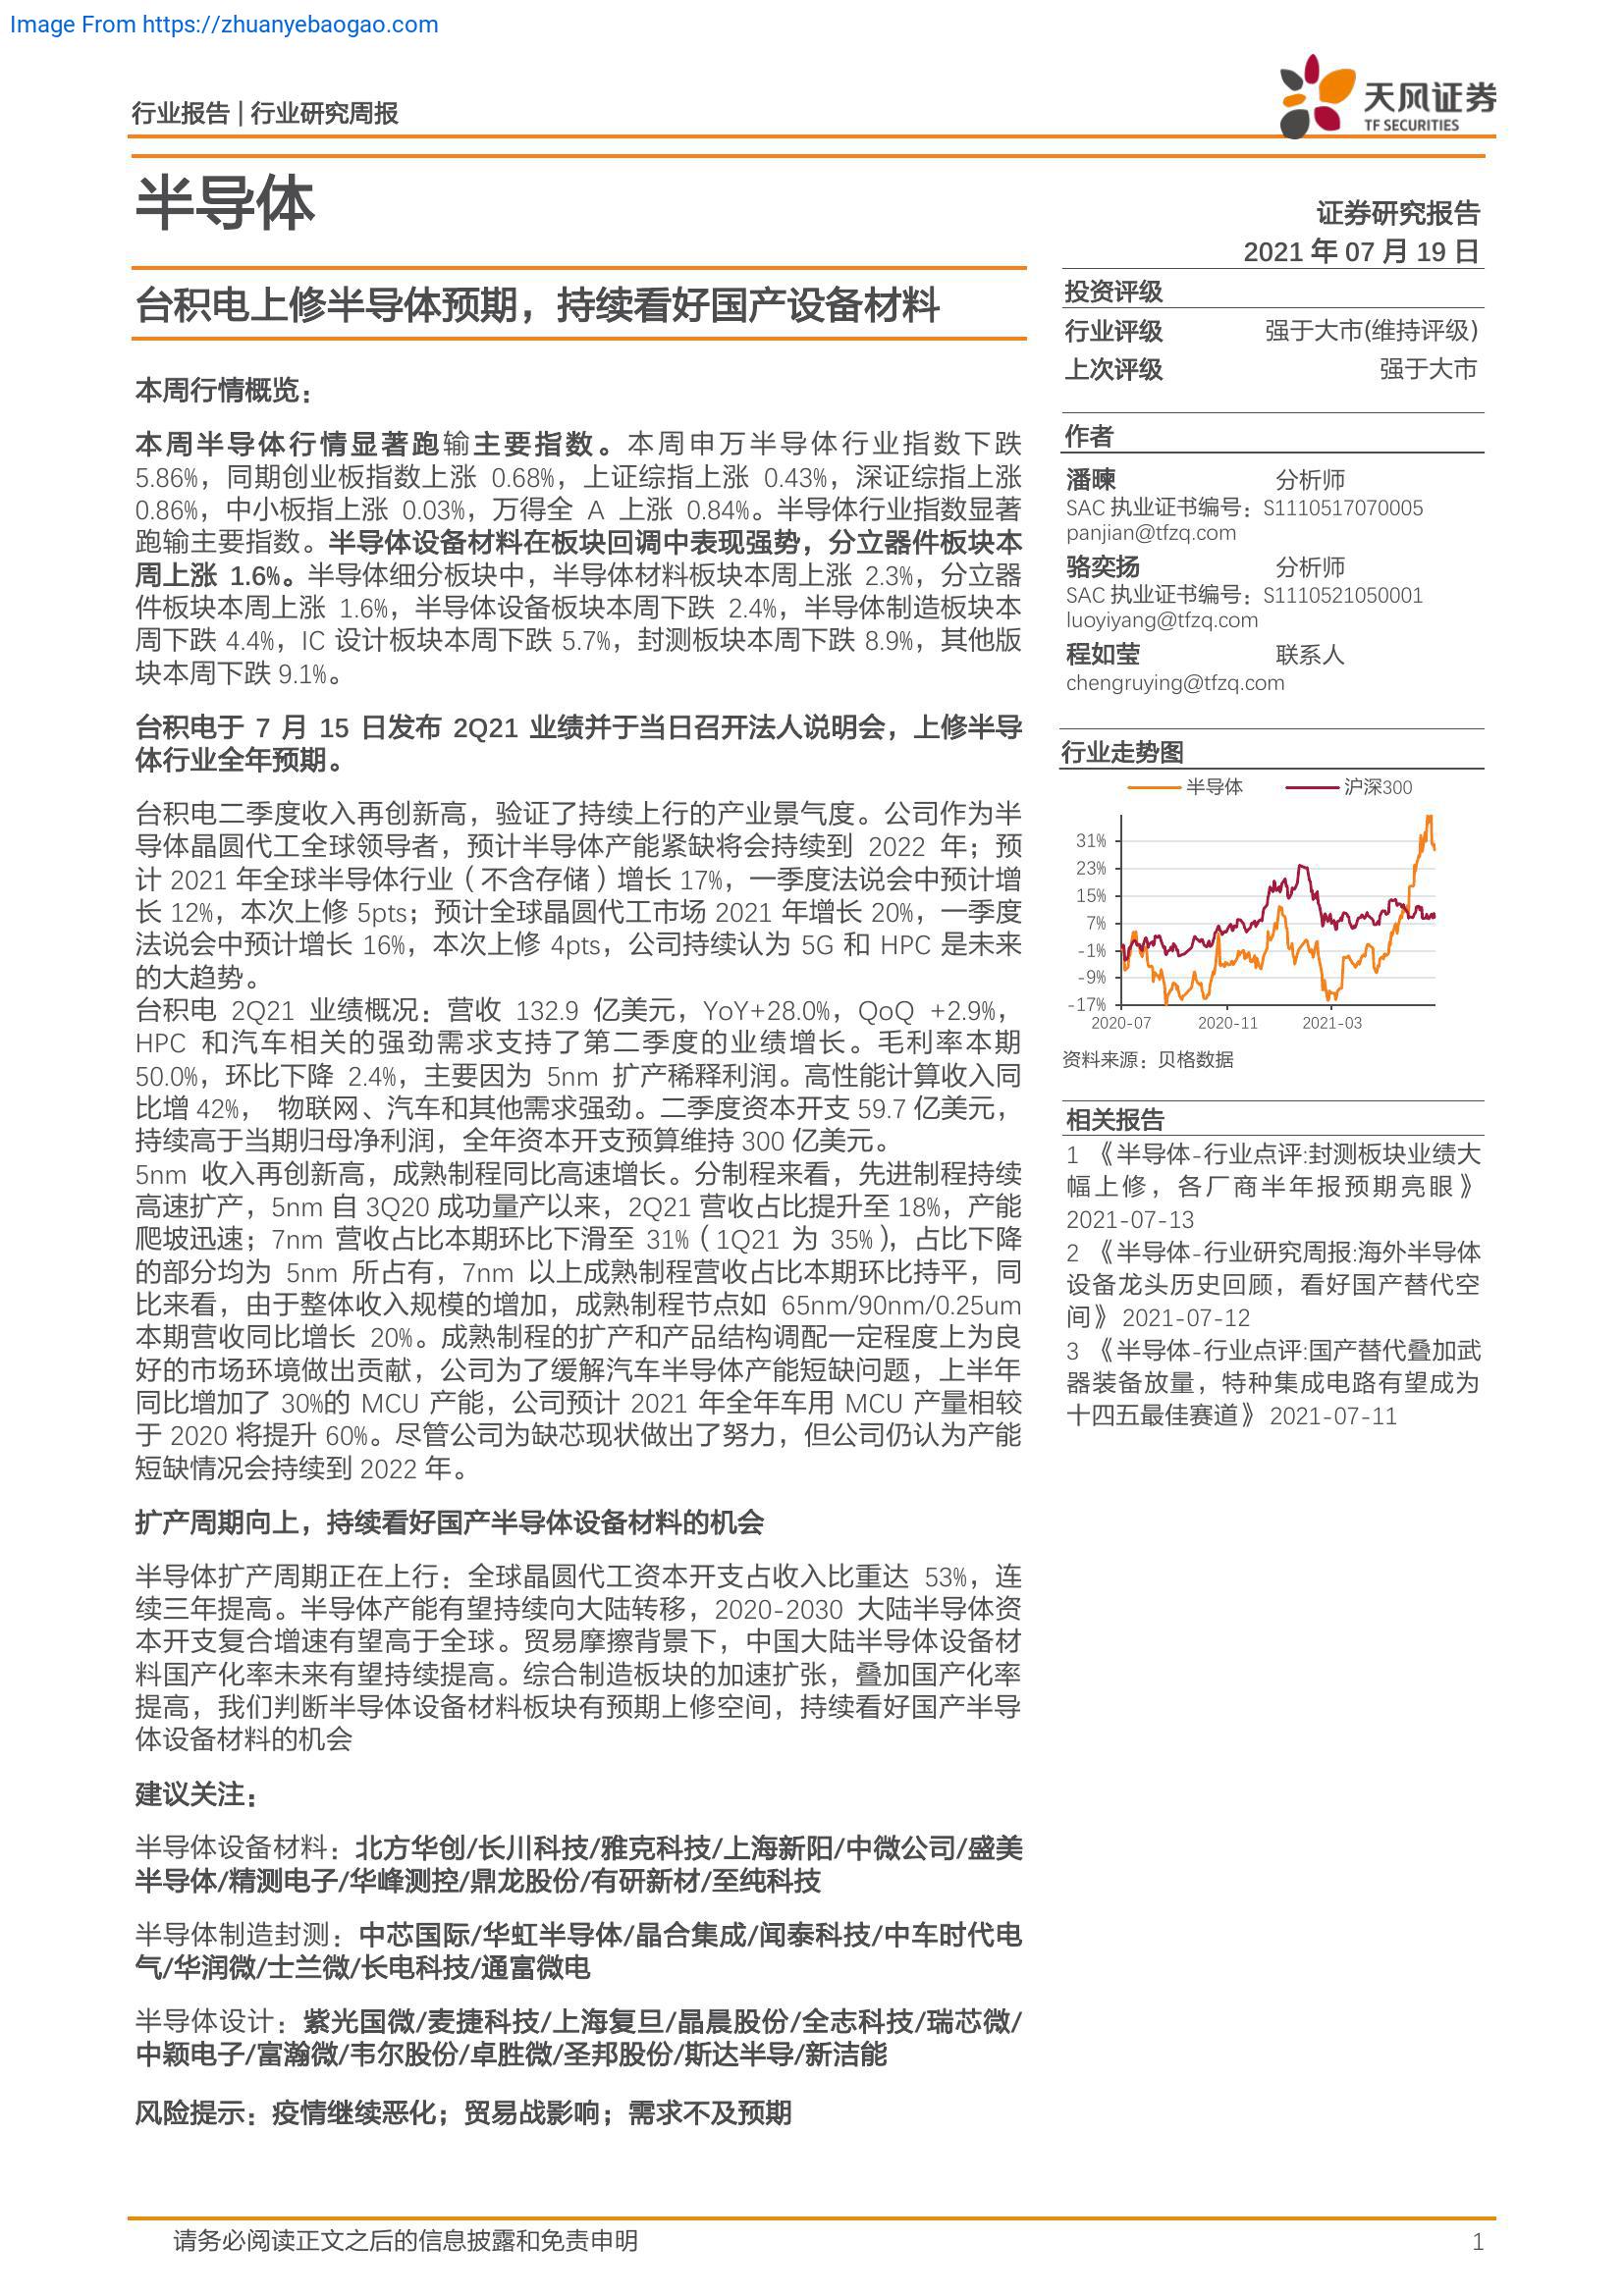 Image From https://zhuanyebaogao.com
行业报告 | 行业研究周报
天风证券
TF SECURITIES
半导体
证券研究报告
2021 年 07 月 19 日
台积电上修半导体预期，持续看好国产设备材料
本周行情概览：
本周半导体行情显著跑输主要指数。本周申万半导体行业指数下跌
5.86%，同期创业板指数上涨 0.68%，上证综指上涨 0.43%，深证综指上涨
0.86%，中小板指上涨 0.03%，万得全 A 上涨 0.84%。半导体行业指数显著
跑输主要指数。半导体设备材料在板块回调中表现强势，分立器件板块本
周上涨 1.6%。半导体细分板块中，半导体材料板块本周上涨 2.3%，分立器
件板块本周上涨 1.6%，半导体设备板块本周下跌 2.4%，半导体制造板块本
周下跌 4.4%，IC 设计板块本周下跌 5.7%，封测板块本周下跌 8.9%，其他版
块本周下跌 9.1%。
台积电于 7 月 15 日发布 2Q21 业绩并于当日召开法人说明会，上修半导
体行业全年预期。
台积电二季度收入再创新高，验证了持续上行的产业景气度。公司作为半
导体晶圆代工全球领导者，预计半导体产能紧缺将会持续到 2022 年；预
计 2021 年全球半导体行业（不含存储）增长 17%，一季度法说会中预计增
长 12%，本次上修 5pts；预计全球晶圆代工市场 2021 年增长 20%，一季度
法说会中预计增长 16%，本次上修 4pts，公司持续认为 5G 和 HPC 是未来
的大趋势。
台积电 2Q21 业绩概况：营收 132.9 亿美元，YoY+28.0%，QoQ +2.9%，
HPC 和汽车相关的强劲需求支持了第二季度的业绩增长。毛利率本期
50.0%，环比下降 2.4%，主要因为 5nm 扩产稀释利润。高性能计算收入同
比增 42%， 物联网、汽车和其他需求强劲。二季度资本开支 59.7 亿美元，
持续高于当期归母净利润，全年资本开支预算维持 300 亿美元。
5nm 收入再创新高，成熟制程同比高速增长。分制程来看，先进制程持续
高速扩产，5nm 自 3Q20 成功量产以来，2Q21 营收占比提升至 18%，产能
爬坡迅速；7nm 营收占比本期环比下滑至 31%（1Q21 为 35%），占比下降
的部分均为 5nm 所占有，7nm 以上成熟制程营收占比本期环比持平，同
比来看，由于整体收入规模的增加，成熟制程节点如 65nm/90nm/0.25um
本期营收同比增长 20%。成熟制程的扩产和产品结构调配一定程度上为良
好的市场环境做出贡献，公司为了缓解汽车半导体产能短缺问题，上半年
同比增加了 30%的 MCU 产能，公司预计 2021 年全年车用 MCU 产量相较
于 2020 将提升 60%。尽管公司为缺芯现状做出了努力，但公司仍认为产能
短缺情况会持续到 2022 年。
扩产周期向上，持续看好国产半导体设备材料的机会
半导体扩产周期正在上行：全球晶圆代工资本开支占收入比重达 53%，连
续三年提高。半导体产能有望持续向大陆转移，2020-2030 大陆半导体资
本开支复合增速有望高于全球。贸易摩擦背景下，中国大陆半导体设备材
料国产化率未来有望持续提高。综合制造板块的加速扩张，叠加国产化率
提高，我们判断半导体设备材料板块有预期上修空间，持续看好国产半导
体设备材料的机会
建议关注：
半导体设备材料：北方华创/长川科技/雅克科技/上海新阳/中微公司/盛美
半导体/精测电子/华峰测控/鼎龙股份/有研新材/至纯科技
半导体制造封测：中芯国际/华虹半导体/晶合集成/闻泰科技/中车时代电
气/华润微/士兰微/长电科技/通富微电
半导体设计：紫光国微/麦捷科技/上海复旦/晶晨股份/全志科技/瑞芯微/
中颖电子/富瀚微/韦尔股份/卓胜微/圣邦股份/斯达半导/新洁能
风险提示：疫情继续恶化；贸易战影响；需求不及预期
投资评级
行业评级 强于大市(维持评级)
上次评级 强于大市
作者
潘暕 分析师
SAC 执业证书编号：S1110517070005
panjian@tfzq.com
骆奕扬 分析师
SAC 执业证书编号：S1110521050001
luoyiyang@tfzq.com
程如莹 联系人
chengruying@tfzq.com
行业走势图
半导体 沪深300
31%
23%
15%
7%
-1%
-9%
-17%
2020-07 2020-11 2021-03
资料来源：贝格数据
相关报告
1 《半导体-行业点评:封测板块业绩大
幅上修，各厂商半年报预期亮眼》
2021-07-13
2 《半导体-行业研究周报:海外半导体
设备龙头历史回顾，看好国产替代空
间》 2021-07-12
3 《半导体-行业点评:国产替代叠加武
器装备放量，特种集成电路有望成为
十四五最佳赛道》 2021-07-11
请务必阅读正文之后的信息披露和免责申明 1